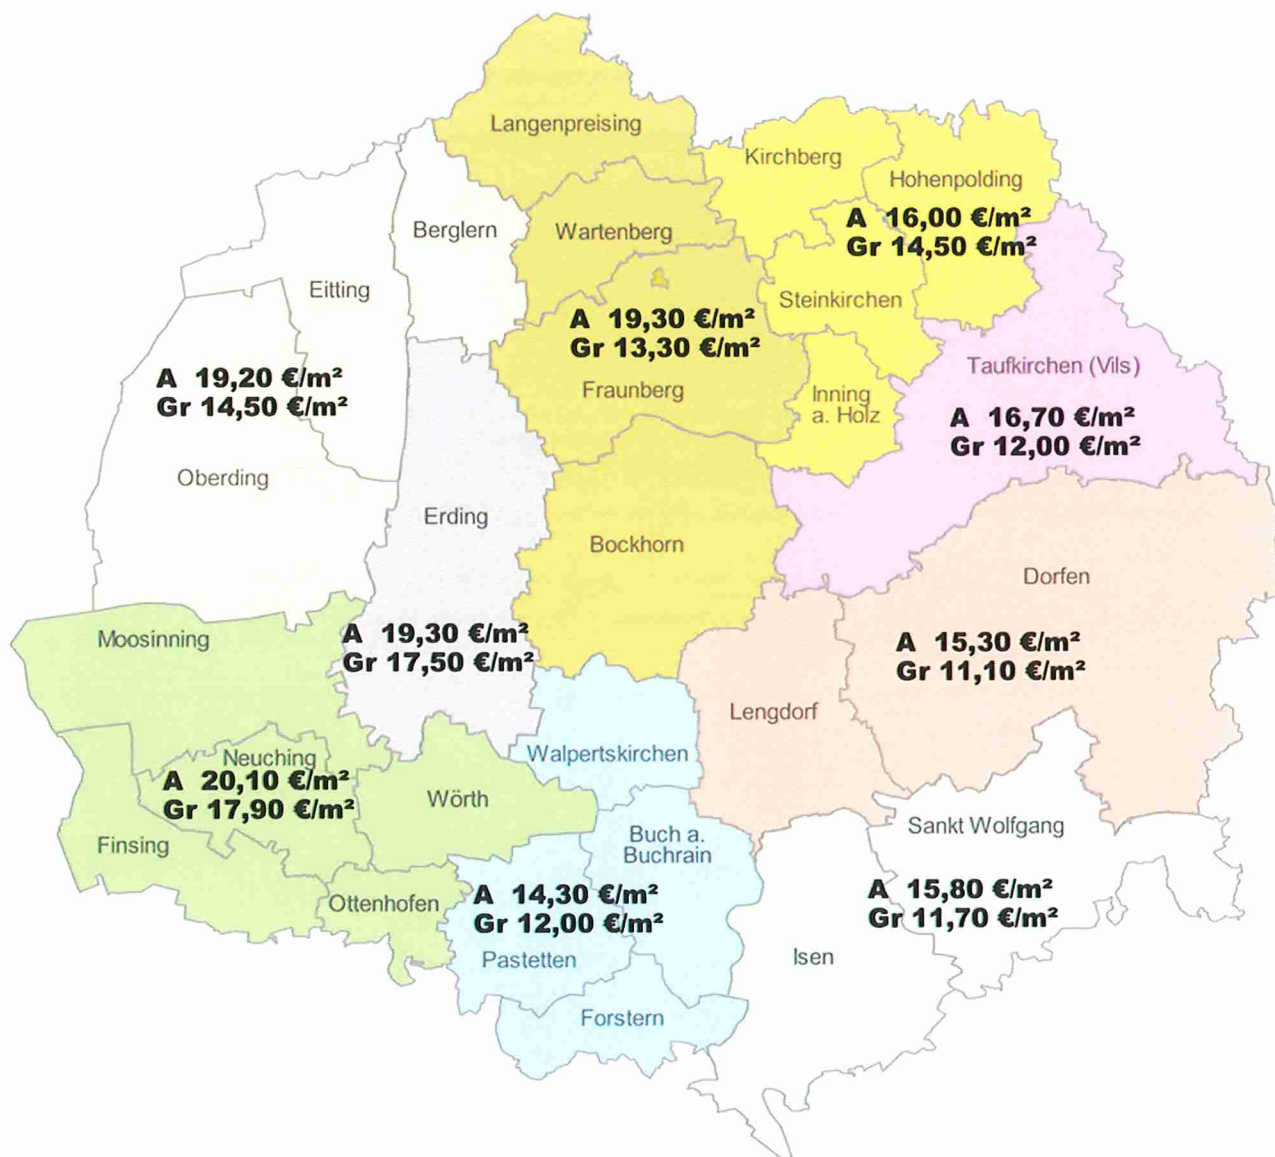 Langenpreising
Kirchberg
Hohenpolding
A 16,00 €/m²
Gr 14,50 €/m²
Berglern
Wartenberg
Eitting
Steinkirchen
A 19,30 €/m²
Gr 13,30 €/m²
Fraunberg
Taufkirchen (Vils)
A 16,70 €/m²
Gr 12,00 €/m²
A 19,20 €/m²
Gr 14,50 €/m²
Inning
a. Holz
Oberding
Erding
Bockhorn
Dorfen
A 15,30 €/m²
Gr 11,10 €/m²
Moosinning
A 19,30 €/m²
Gr 17,50 €/m²
Lengdorf
Walpertskirchen
Neuching
A 20,10 €/m²
Gr 17,90 €/m²
Wörth
Finsing
Buch a.
Buchrain
Sankt Wolfgang
Ottenhofen
A 14,30 €/m²
Gr 12,00 €/m²
A 15,80 €/m²
Gr 11,70 €/m²
Pastetten
Isen
Forstern